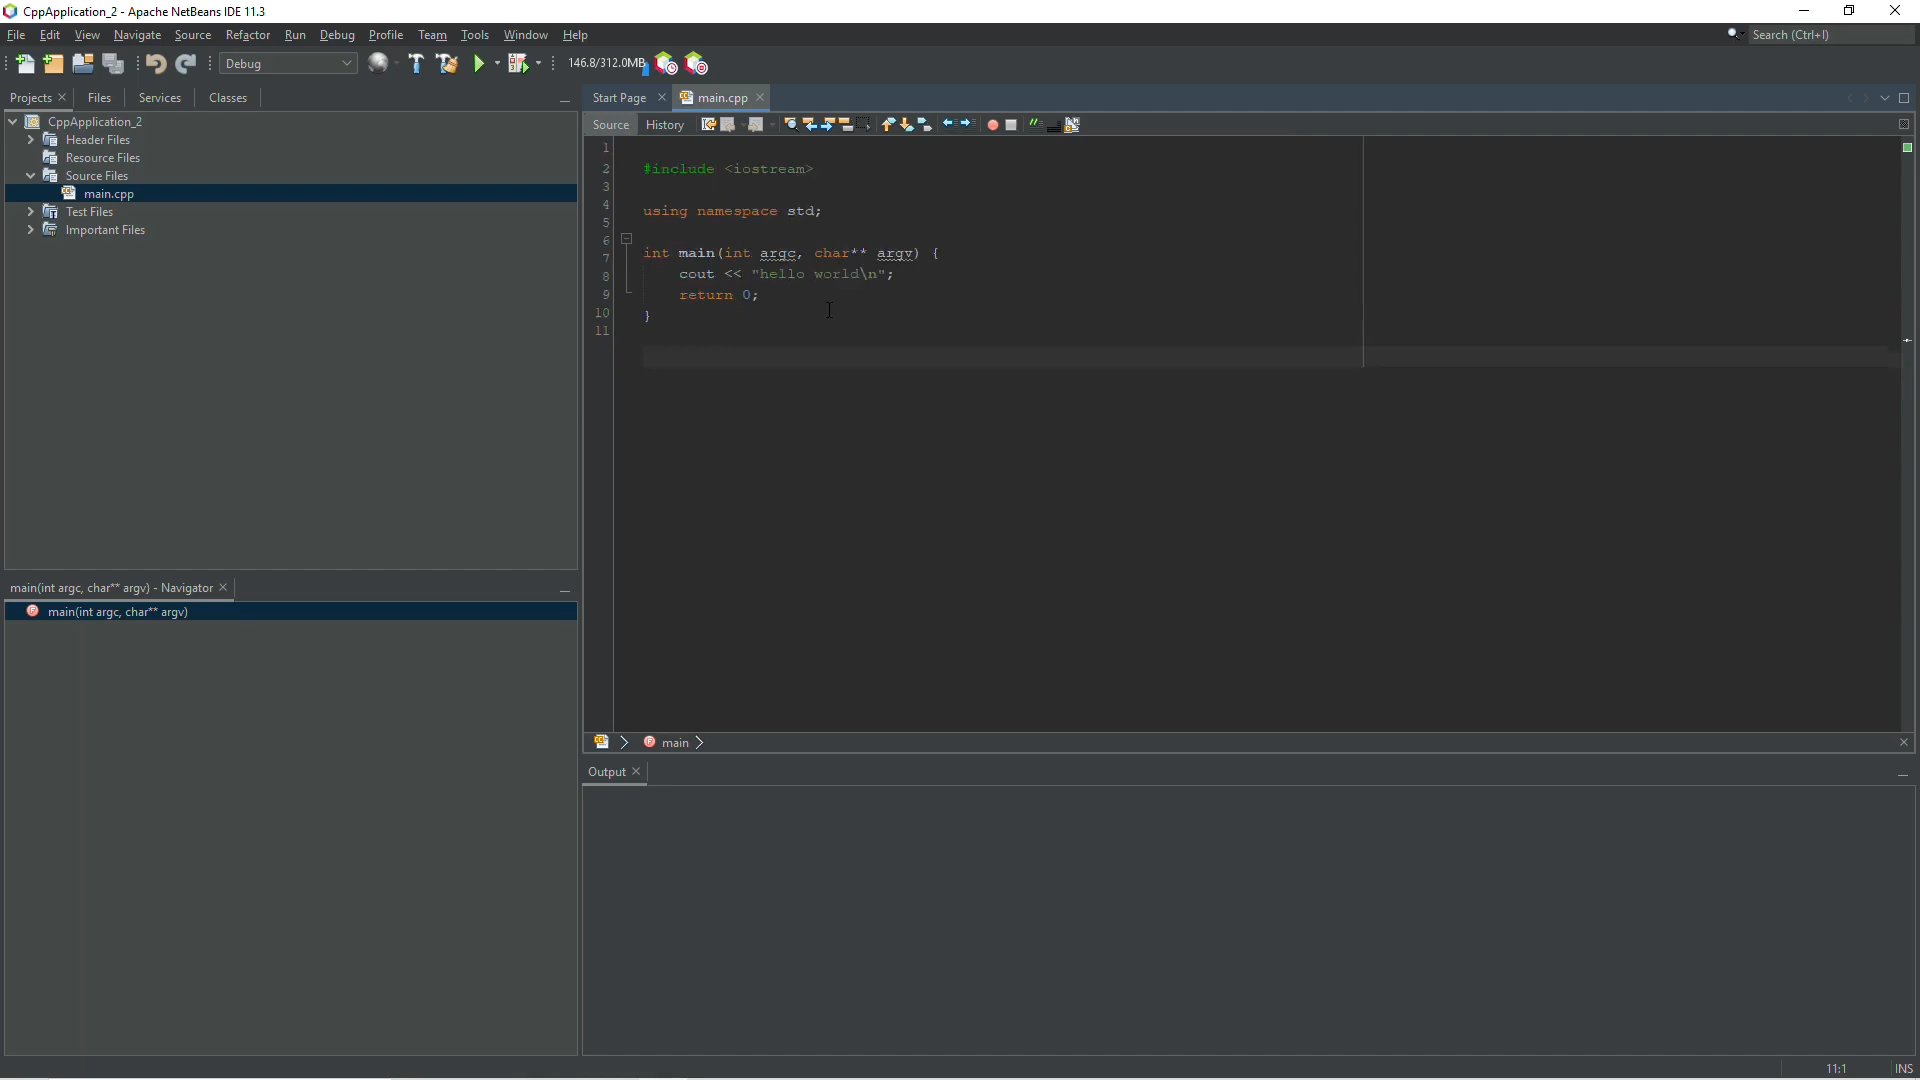 CppApplication_2 - Apache NetBeans IDE 11.3
File Edit View Navigate Source Refactor Run Debug Profile Team Tools Window Help Search (Ctrl+I)
Debug 146.8/312.0MB
Projects Files Services Classes
CppApplication_2
Header Files
Resource Files
Source Files
main.cpp
Test Files
Important Files
main(int argc, char** argv) - Navigator
main(int argc, char** argv)
Start Page main.cpp
Source History
1
2 #include <iostream>
3
4 using namespace std;
5
6 int main(int argc, char** argv) {
7 cout << "hello world\n";
8 return 0;
9 }
10
11
main
Output
11:1 INS